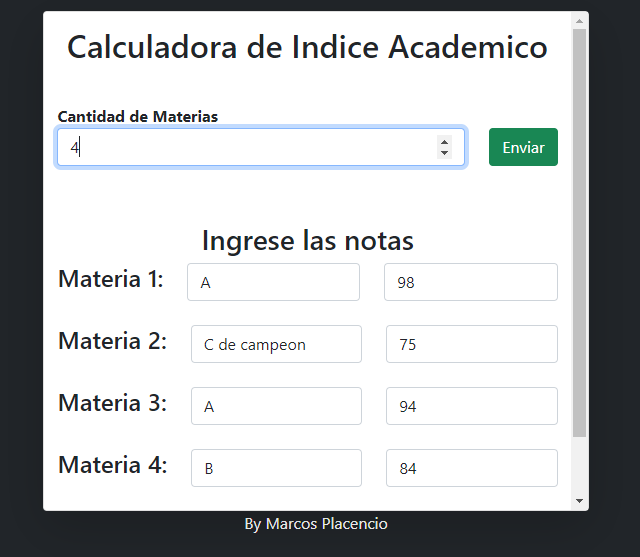 Calculadora de Indice Academico
Cantidad de Materias
4
Enviar
Ingrese las notas
Materia 1: A 98
Materia 2: C de campeon 75
Materia 3: A 94
Materia 4: B 84
By Marcos Placencio